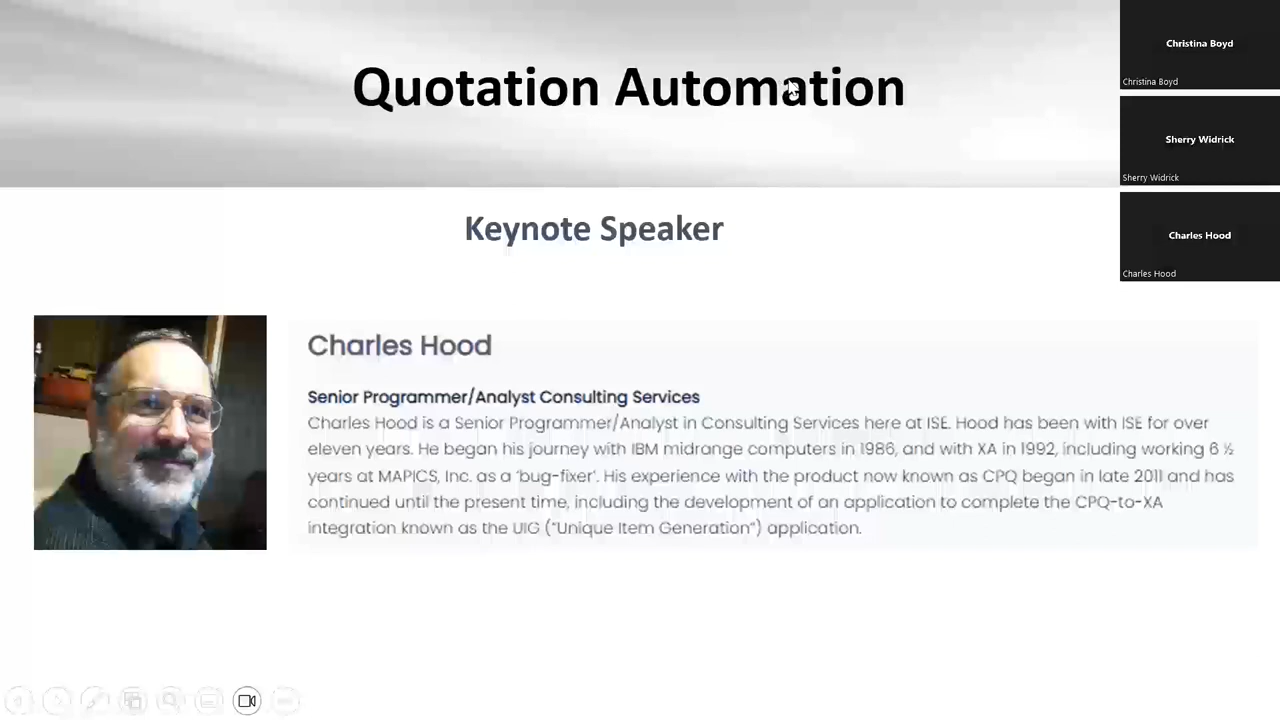 Quotation Automation
Keynote Speaker
Charles Hood
Senior Programmer/Analyst Consulting Services
Charles Hood is a Senior Programmer/Analyst in Consulting Services here at ISE. Hood has been with ISE for over
eleven years. He began his journey with IBM midrange computers in 1986, and with XA in 1992, including working 6 ½
years at MAPICS, Inc. as a ‘bug-fixer’. His experience with the product now known as CPQ began in late 2011 and has
continued until the present time, including the development of an application to complete the CPQ-to-XA
integration known as the UIG (“Unique Item Generation”) application.
Christina Boyd
Christina Boyd
Sherry Widrick
Sherry Widrick
Charles Hood
Charles Hood